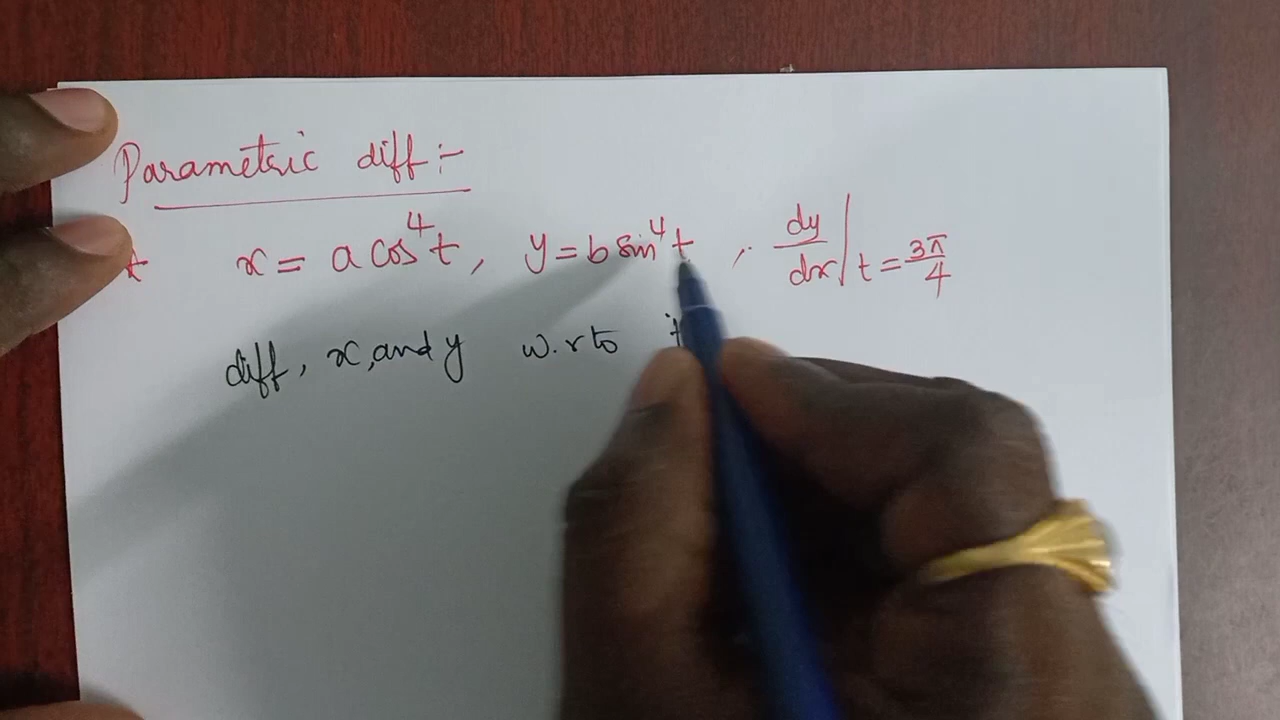 Parametric diff:-
* x = a cos⁴t, y = b sin⁴t, dy/dx | t = 3π/4
diff, x, and y w.r to t